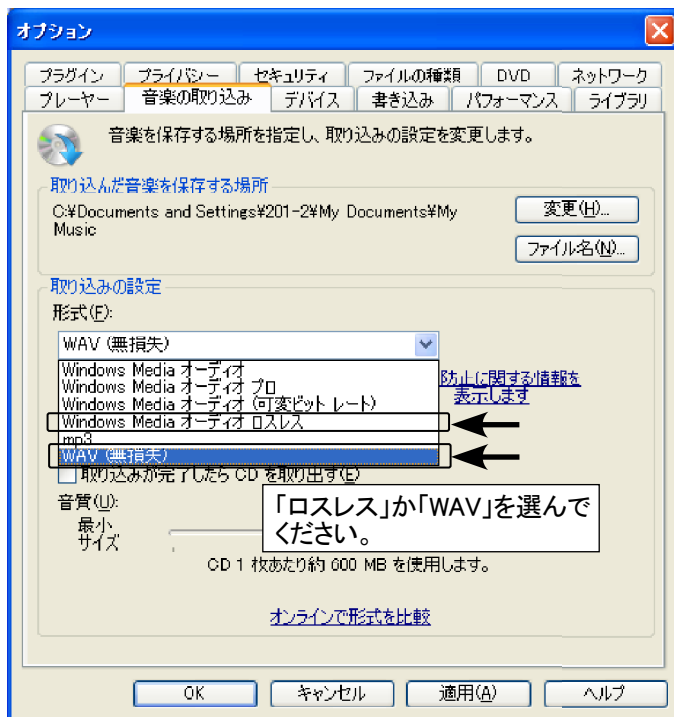 オプション
プラグイン プライバシー セキュリティ ファイルの種類 DVD ネットワーク
プレーヤー 音楽の取り込み デバイス 書き込み パフォーマンス ライブラリ
音楽を保存する場所を指定し、取り込みの設定を変更します。
取り込んだ音楽を保存する場所
C:¥Documents and Settings¥201-2¥My Documents¥My
Music
変更(H)...
ファイル名(N)...
取り込みの設定
形式(F):
WAV (無損失)
Windows Media オーディオ
Windows Media オーディオ プロ
Windows Media オーディオ (可変ビット レート)
Windows Media オーディオ ロスレス
mp3
WAV (無損失)
防止に関する情報を
表示します
取り込みが完了したら CD を取り出す(E)
音質(U):
最小
サイズ
「ロスレス」か「WAV」を選んで
ください。
CD 1 枚あたり約 600 MB を使用します。
オンラインで形式を比較
OK キャンセル 適用(A) ヘルプ